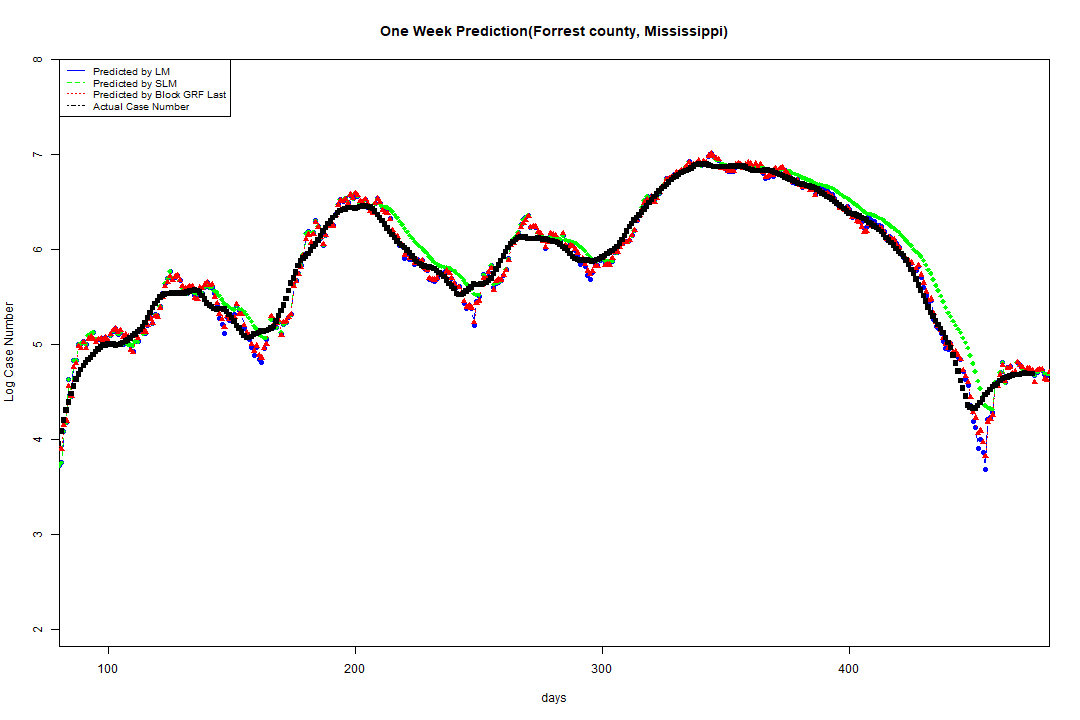 One Week Prediction(Forrest county, Mississippi)
Predicted by LM
Predicted by SLM
Predicted by Block GRF Last
Actual Case Number
8
7
6
5
4
3
2
Log Case Number
100 200 300 400
days